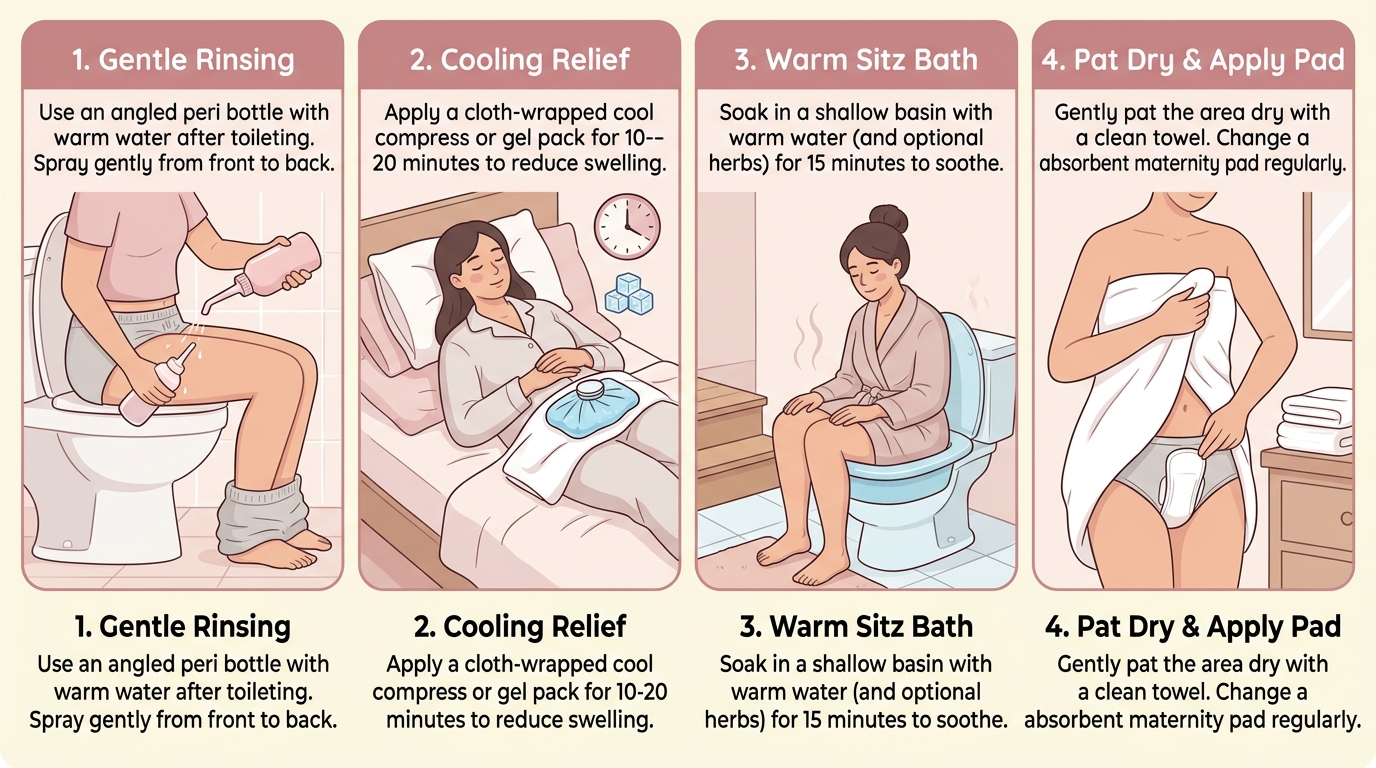 1. Gentle Rinsing
Use an angled peri bottle with
warm water after toileting.
Spray gently from front to back.
2. Cooling Relief
Apply a cloth-wrapped cool
compress or gel pack for 10--
20 minutes to reduce swelling.
3. Warm Sitz Bath
Soak in a shallow basin with
warm water (and optional
herbs) for 15 minutes to soothe.
4. Pat Dry & Apply Pad
Gently pat the area dry with
a clean towel. Change a
absorbent maternity pad regularly.
1. Gentle Rinsing
Use an angled peri bottle with
warm water after toileting.
Spray gently from front to back.
2. Cooling Relief
Apply a cloth-wrapped cool
compress or gel pack for 10-20
minutes to reduce swelling.
3. Warm Sitz Bath
Soak in a shallow basin with
warm water (and optional
herbs) for 15 minutes to soothe.
4. Pat Dry & Apply Pad
Gently pat the area dry with
a clean towel. Change a
absorbent maternity pad regularly.